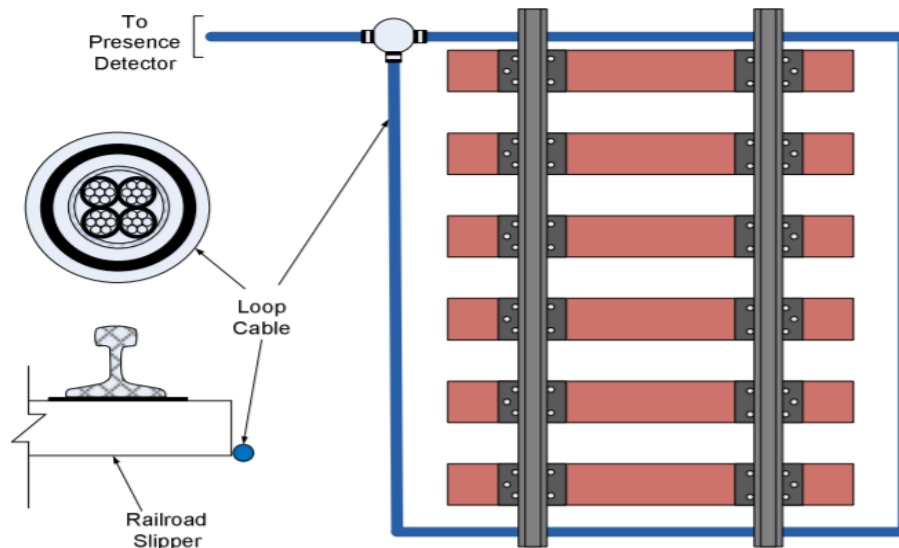 To
Presence
Detector
Loop
Cable
Railroad
Slipper